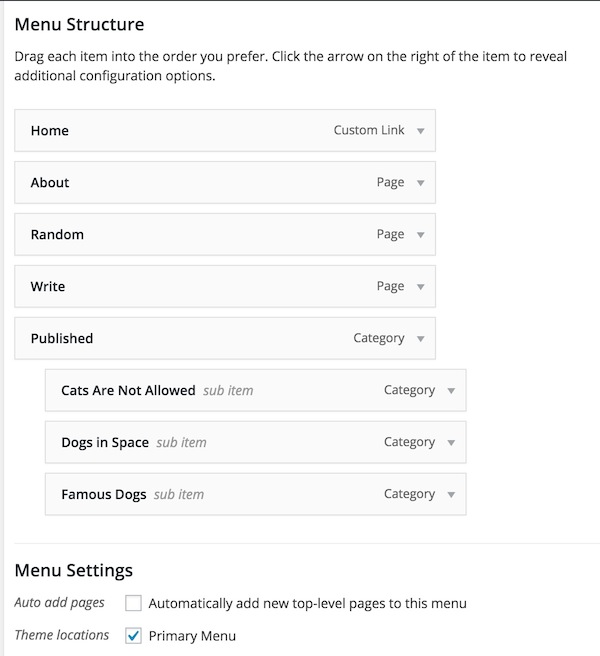 Menu Structure
Drag each item into the order you prefer. Click the arrow on the right of the item to reveal
additional configuration options.
Home Custom Link
About Page
Random Page
Write Page
Published Category
Cats Are Not Allowed sub item Category
Dogs in Space sub item Category
Famous Dogs sub item Category
Menu Settings
Auto add pages Automatically add new top-level pages to this menu
Theme locations Primary Menu